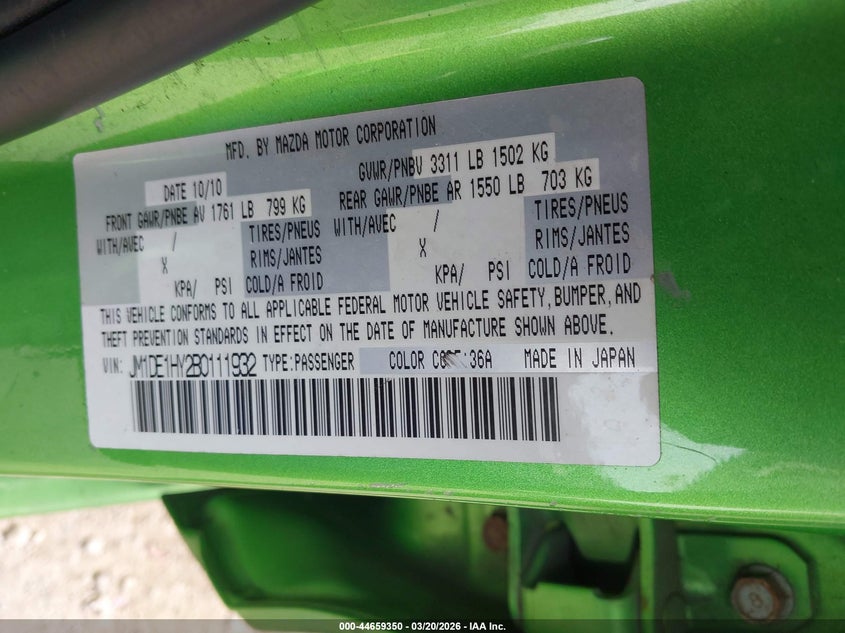 MFD. BY MAZDA MOTOR CORPORATION
DATE 10/10 GVWR/PNBV 3311 LB 1502 KG
FRONT GAWR/PNBE AV 1761 LB 799 KG REAR GAWR/PNBE AR 1550 LB 703 KG
WITH/AVEC / TIRES/PNEUS WITH/AVEC / TIRES/PNEUS
X RIMS/JANTES X RIMS/JANTES
KPA/ PSI COLD/A FROID KPA/ PSI COLD/A FROID
THIS VEHICLE CONFORMS TO ALL APPLICABLE FEDERAL MOTOR VEHICLE SAFETY, BUMPER, AND
THEFT PREVENTION STANDARDS IN EFFECT ON THE DATE OF MANUFACTURE SHOWN ABOVE.
VIN: JM1DE1HY2B0111932 TYPE:PASSENGER COLOR :36A MADE IN JAPAN
000-44659350 - 03/20/2026 - IAA Inc.